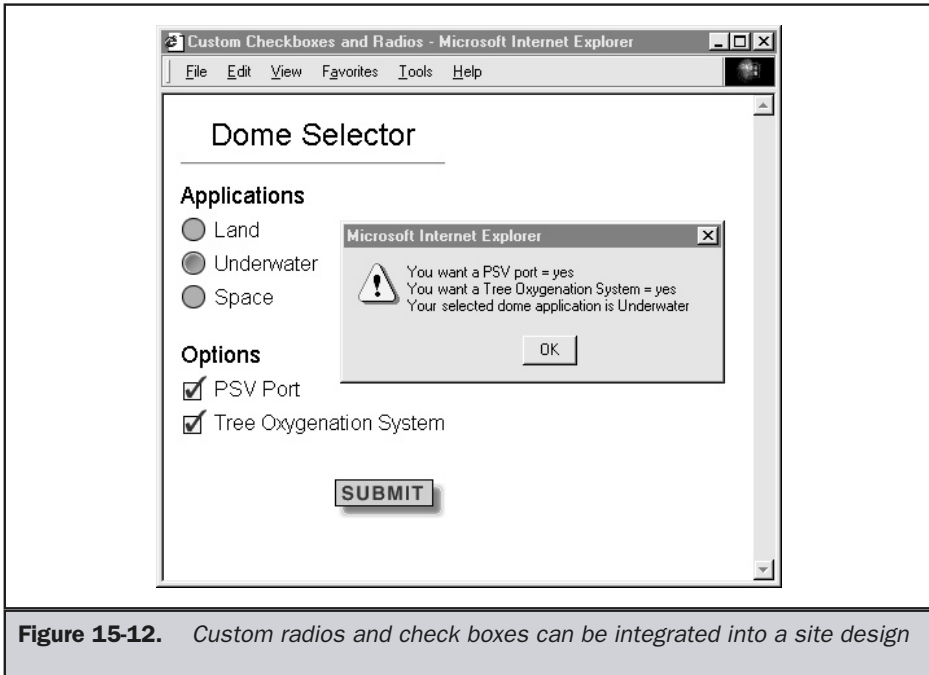 Custom Checkboxes and Radios - Microsoft Internet Explorer
File Edit View Favorites Tools Help
Dome Selector
Applications
Land
Underwater
Space
Microsoft Internet Explorer
You want a PSV port = yes
You want a Tree Oxygenation System = yes
Your selected dome application is Underwater
OK
Options
PSV Port
Tree Oxygenation System
SUBMIT
Figure 15-12. Custom radios and check boxes can be integrated into a site design